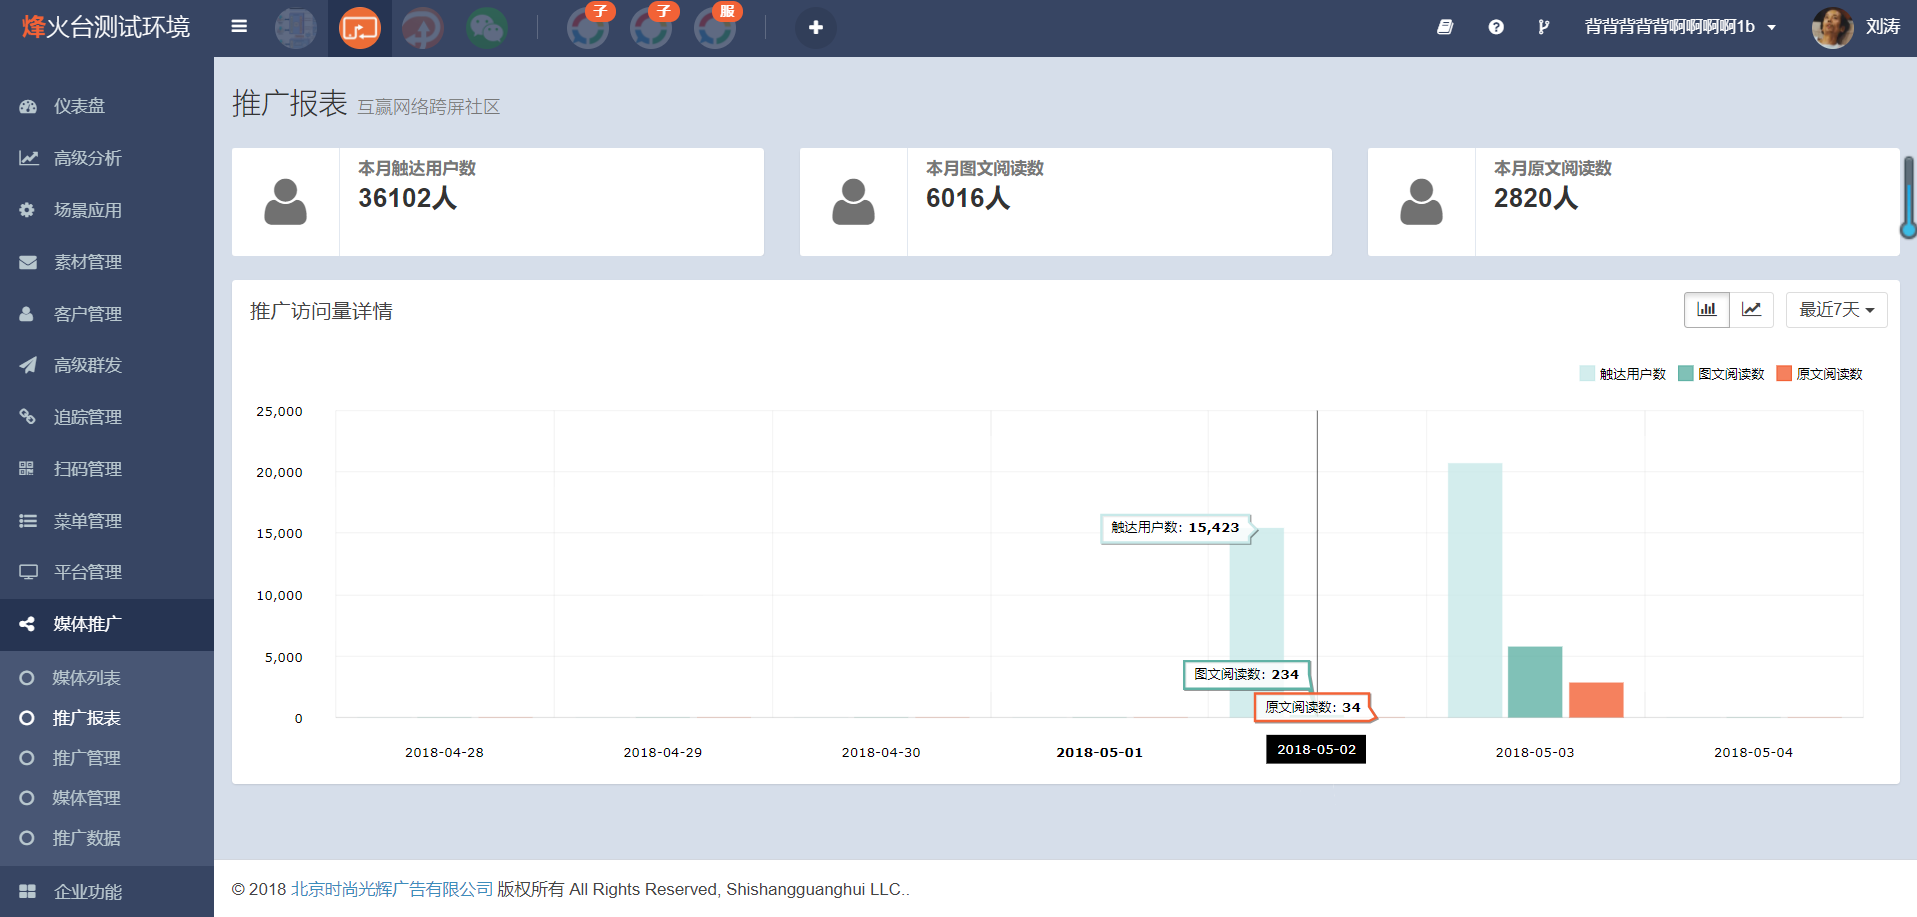 烽火台测试环境
子
子
服
背背背背背啊啊啊啊1b
刘涛
仪表盘
高级分析
场景应用
素材管理
客户管理
高级群发
追踪管理
扫码管理
菜单管理
平台管理
媒体推广
媒体列表
推广报表
推广管理
媒体管理
推广数据
企业功能
推广报表 互赢网络跨屏社区
本月触达用户数
36102人
本月图文阅读数
6016人
本月原文阅读数
2820人
推广访问量详情
最近7天
触达用户数 图文阅读数 原文阅读数
25,000
20,000
15,000
10,000
5,000
0
触达用户数: 15,423
图文阅读数: 234
原文阅读数: 34
2018-04-28 2018-04-29 2018-04-30 2018-05-01 2018-05-02 2018-05-03 2018-05-04
© 2018 北京时尚光辉广告有限公司 版权所有 All Rights Reserved, Shishangguanghui LLC..